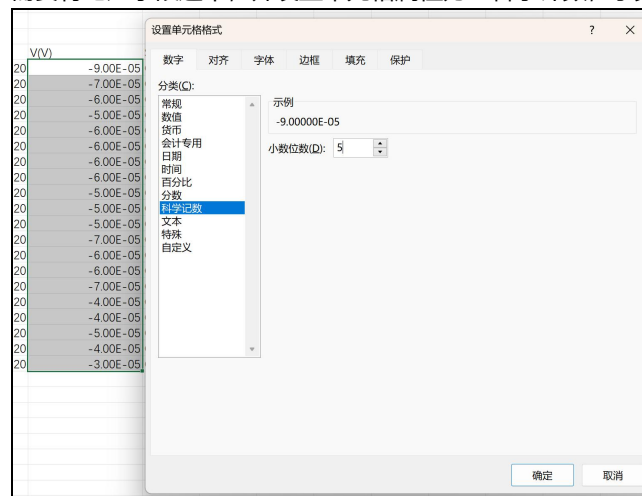 设置单元格格式 ? ×
V(V)
数字 对齐 字体 边框 填充 保护
分类(C):
常规
数值
货币
会计专用
日期
时间
百分比
分数
科学记数
文本
特殊
自定义
示例
-9.00000E-05
小数位数(D): 5
20 -9.00E-05
20 -7.00E-05
20 -6.00E-05
20 -5.00E-05
20 -6.00E-05
20 -6.00E-05
20 -6.00E-05
20 -6.00E-05
20 -5.00E-05
20 -5.00E-05
20 -5.00E-05
20 -7.00E-05
20 -6.00E-05
20 -6.00E-05
20 -7.00E-05
20 -4.00E-05
20 -4.00E-05
20 -5.00E-05
20 -4.00E-05
20 -3.00E-05
确定 取消